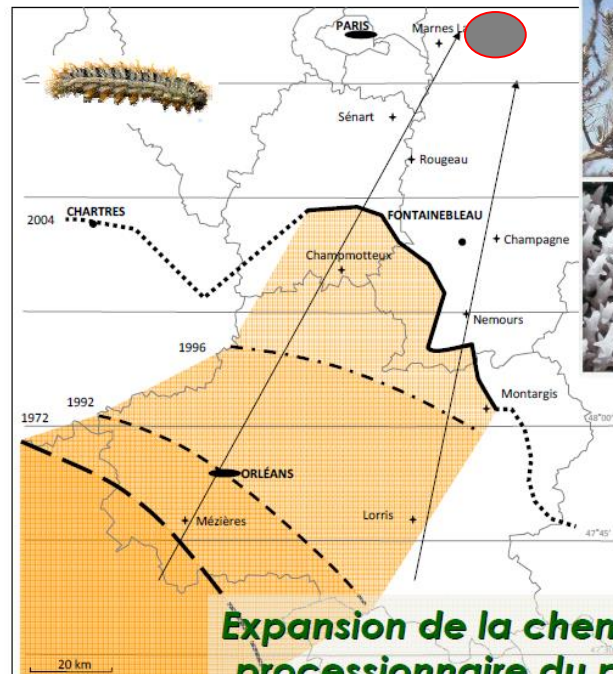 PARIS
Marnes La
Sénart
Rougeau
2004
CHARTRES
FONTAINEBLEAU
Champagne
Champmotteux
Nemours
1996
1992
Montargis
1972
48°00'
ORLÉANS
Mézières
Lorris
47°45'
Expansion de la chen
processionnaire du p
20 km